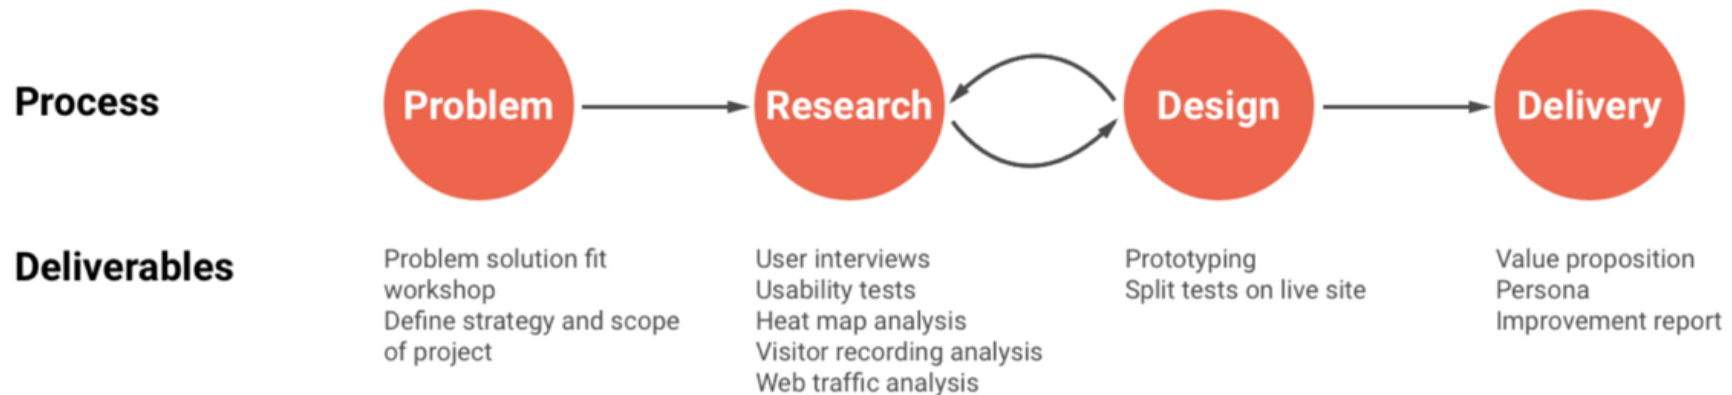 Process
Problem
Research
Design
Delivery
Deliverables
Problem solution fit
workshop
Define strategy and scope
of project
User interviews
Usability tests
Heat map analysis
Visitor recording analysis
Web traffic analysis
Prototyping
Split tests on live site
Value proposition
Persona
Improvement report